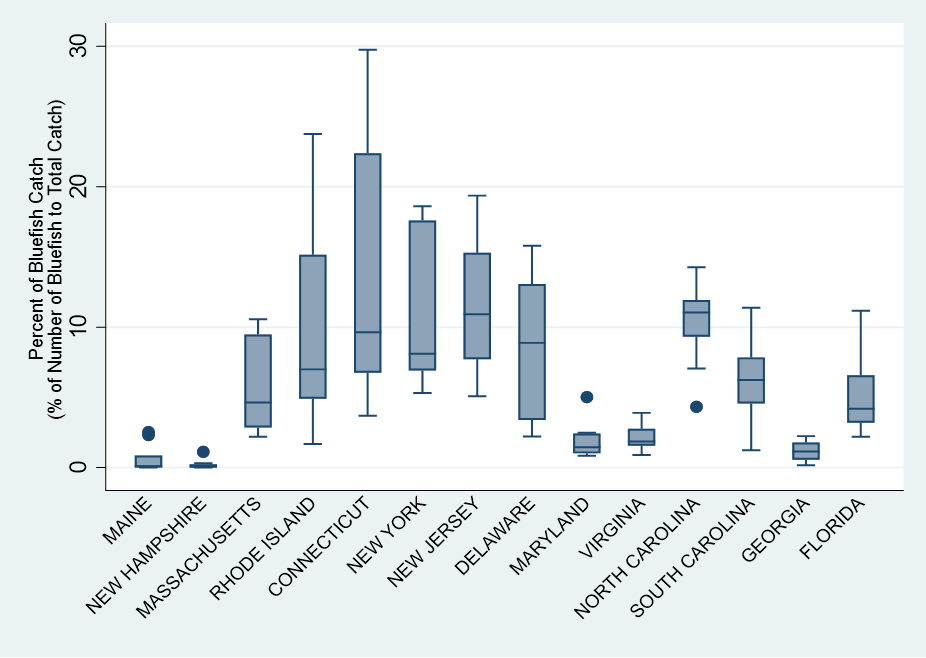 Percent of Bluefish Catch
(% of Number of Bluefish to Total Catch)
30
20
10
0
MAINE
NEW HAMPSHIRE
MASSACHUSETTS
RHODE ISLAND
CONNECTICUT
NEW YORK
NEW JERSEY
DELAWARE
MARYLAND
VIRGINIA
NORTH CAROLINA
SOUTH CAROLINA
GEORGIA
FLORIDA